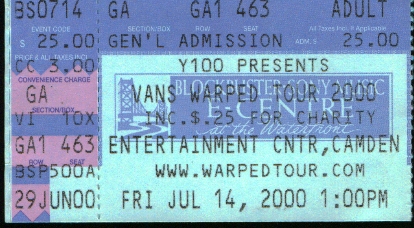 BS0714 GA GA1 463 ADULT
EVENT CODE SECTION/BOX ROW SEAT All Taxes Incl. If Applicable
$ 25.00 GEN'L ADMISSION ADMS. 25.00
PRICE & ALL TAXES INCL.
3.00 Y100 PRESENTS
CONVENIENCE CHARGE BLOCKBUSTER·SONY MUSIC
GA VANS WARPED TOUR 2000
SECTION/BOX E-CENTRE
VI TOX INC.$.25 FOR CHARITY
at the Waterfront
GA1 463 ENTERTAINMENT CNTR,CAMDEN
ROW SEAT
BSP500A WWW.WARPEDTOUR.COM
29JUN00 FRI JUL 14, 2000 1:00PM